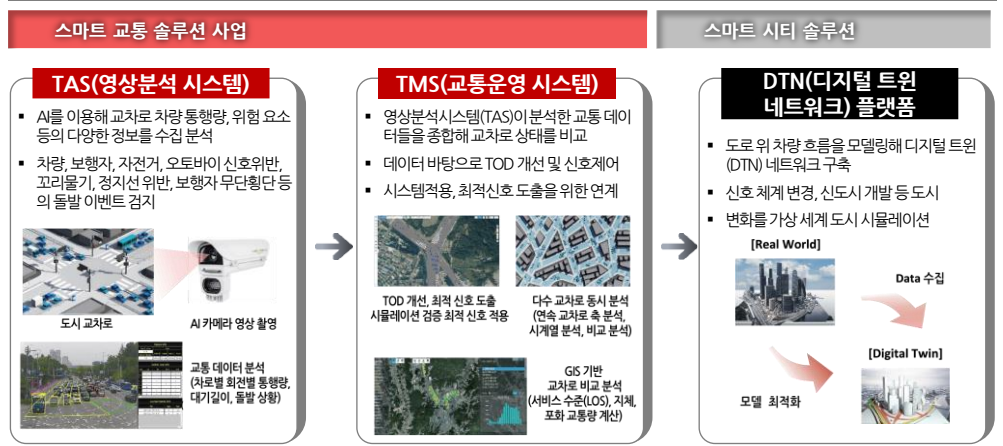 스마트 교통 솔루션 사업
스마트 시티 솔루션
TAS(영상분석 시스템)
▪ AI를 이용해 교차로 차량 통행량, 위험 요소
등의 다양한 정보를 수집 분석
▪ 차량, 보행자, 자전거, 오토바이 신호위반,
꼬리물기, 정지선 위반, 보행자 무단횡단 등
의 돌발 이벤트 검지
도시 교차로
AI 카메라 영상 촬영
교통 데이터 분석
(차로별 회전별 통행량,
대기길이, 돌발 상황)
TMS(교통운영 시스템)
▪ 영상분석시스템(TAS)이 분석한 교통 데이
터들을 종합해 교차로 상태를 비교
▪ 데이터 바탕으로 TOD 개선 및 신호제어
▪ 시스템적용, 최적신호 도출을 위한 연계
TOD 개선, 최적 신호 도출
시뮬레이션 검증 최적 신호 적용
다수 교차로 동시 분석
(연속 교차로 축 분석,
시계열 분석, 비교 분석)
GIS 기반
교차로 비교 분석
(서비스 수준(LOS), 지체,
포화 교통량 계산)
DTN(디지털 트윈
네트워크) 플랫폼
▪ 도로 위 차량 흐름을 모델링해 디지털 트윈
(DTN) 네트워크 구축
▪ 신호 체계 변경, 신도시 개발 등 도시
▪ 변화를 가상 세계 도시 시뮬레이션
[Real World]
Data 수집
[Digital Twin]
모델 최적화